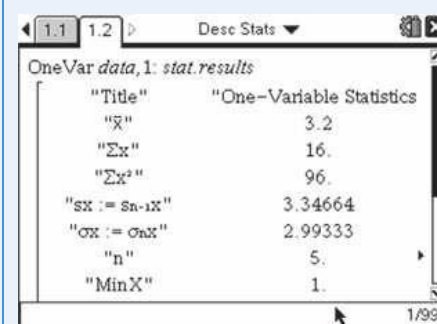 1.1 1.2 Desc Stats
OneVar data,1: stat.results
"Title" "One−Variable Statistics
"x̄" 3.2
"Σx" 16.
"Σx²" 96.
"sx := sn-1x" 3.34664
"σx := σnx" 2.99333
"n" 5.
"MinX" 1.
1/99